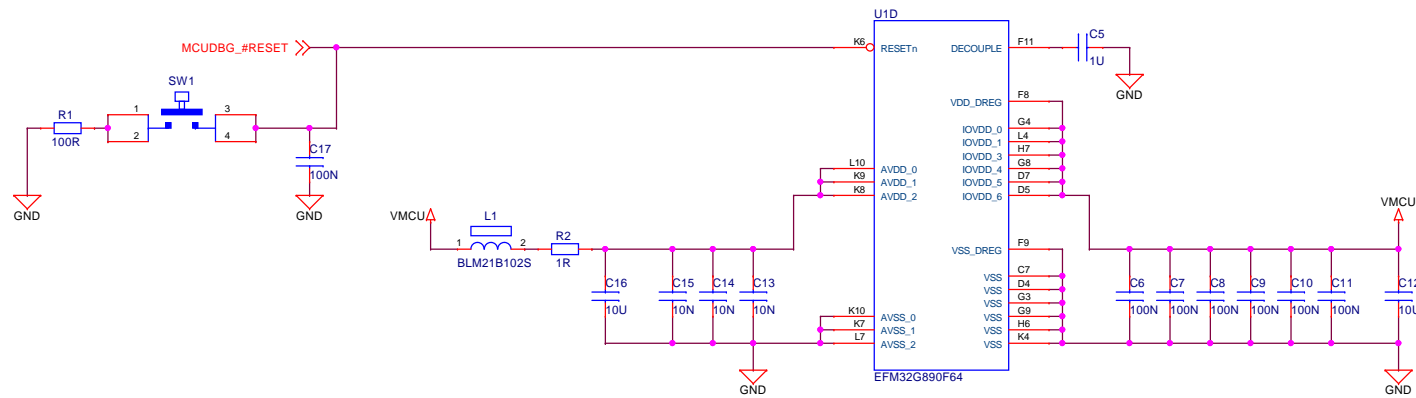 U1D
MCUDBG_#RESET
K6
RESETn
DECOUPLE
F11
C5
1U
GND
SW1
R1
100R
1
2
3
4
C17
100N
GND
GND
VDD_DREG
F8
IOVDD_0
G4
IOVDD_1
L4
IOVDD_3
H7
IOVDD_4
G8
IOVDD_5
D7
IOVDD_6
D5
L10
AVDD_0
K9
AVDD_1
K8
AVDD_2
VMCU
L1
1
2
BLM21B102S
R2
1R
C16
10U
C15
10N
C14
10N
C13
10N
VSS_DREG
F9
VSS
C7
VSS
D4
VSS
G3
VSS
G9
VSS
H6
VSS
K4
K10
AVSS_0
K7
AVSS_1
L7
AVSS_2
GND
EFM32G890F64
VMCU
C6
100N
C7
100N
C8
100N
C9
100N
C10
100N
C11
100N
C12
10U
GND